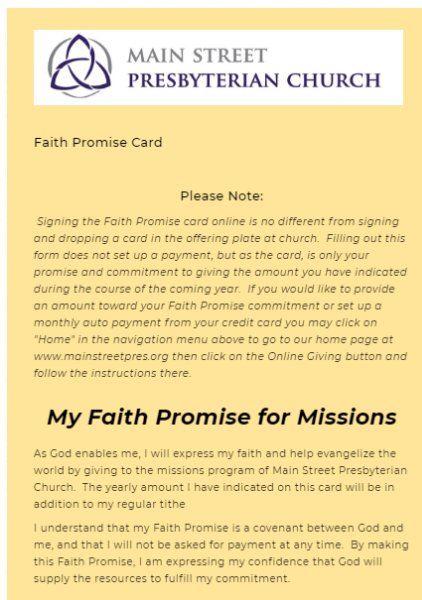 MAIN STREET
PRESBYTERIAN CHURCH
Faith Promise Card
Please Note:
Signing the Faith Promise card online is no different from signing
and dropping a card in the offering plate at church.  Filling out this
form does not set up a payment, but as the card, is only your
promise and commitment to giving the amount you have indicated
during the course of the coming year.  If you would like to provide
an amount toward your Faith Promise commitment or set up a
monthly auto payment from your credit card you may click on
"Home" in the navigation menu above to go to our home page at
www.mainstreetpres.org then click on the Online Giving button and
follow the instructions there.
My Faith Promise for Missions
As God enables me, I will express my faith and help evangelize the
world by giving to the missions program of Main Street Presbyterian
Church.  The yearly amount I have indicated on this card will be in
addition to my regular tithe
I understand that my Faith Promise is a covenant between God and
me, and that I will not be asked for payment at any time.  By making
this Faith Promise, I am expressing my confidence that God will
supply the resources to fulfill my commitment.